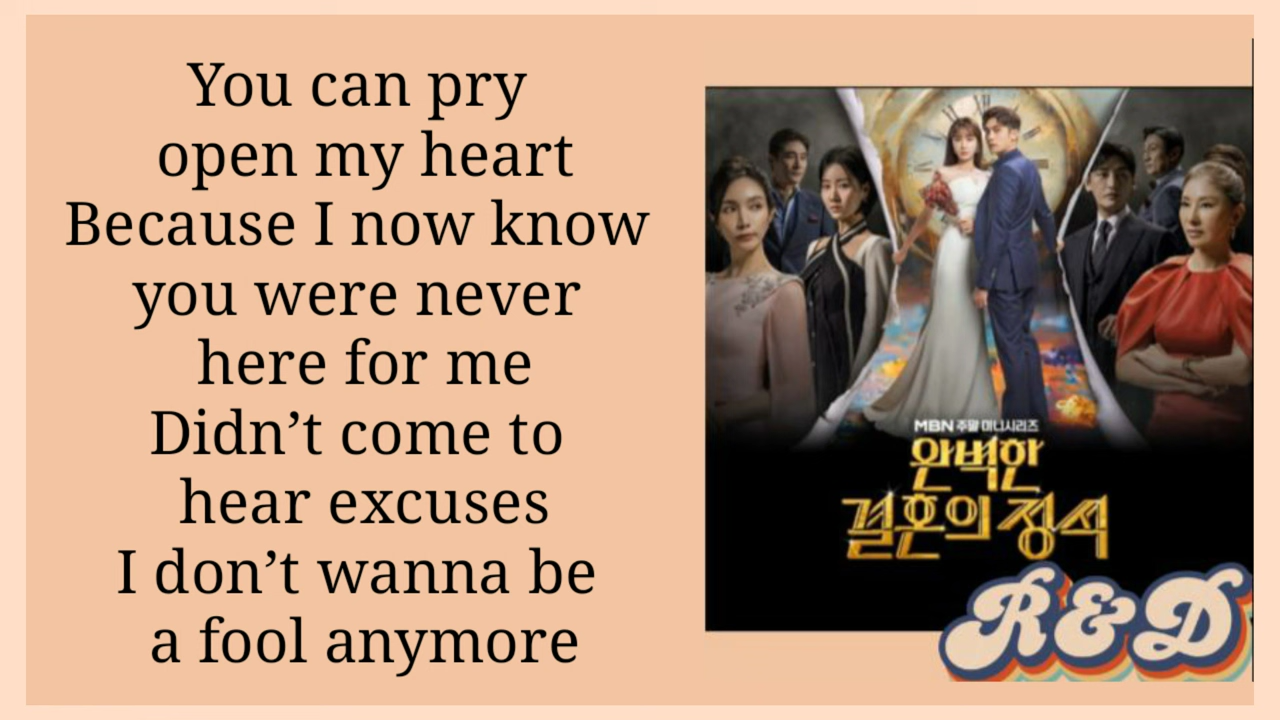 You can pry
open my heart
Because I now know
you were never
here for me
Didn’t come to
hear excuses
I don’t wanna be
a fool anymore
MBN 주말 미니시리즈
완벽한
결혼의 정석
R&D